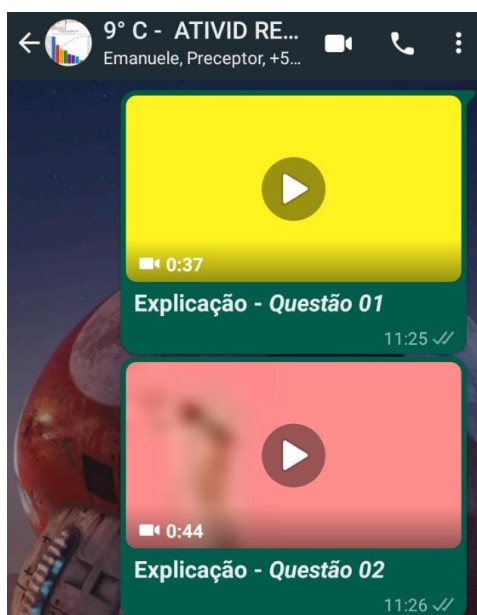 9° C - ATIVID RE...
Emanuele, Preceptor, +5...
0:37
Explicação - Questão 01
11:25
0:44
Explicação - Questão 02
11:26